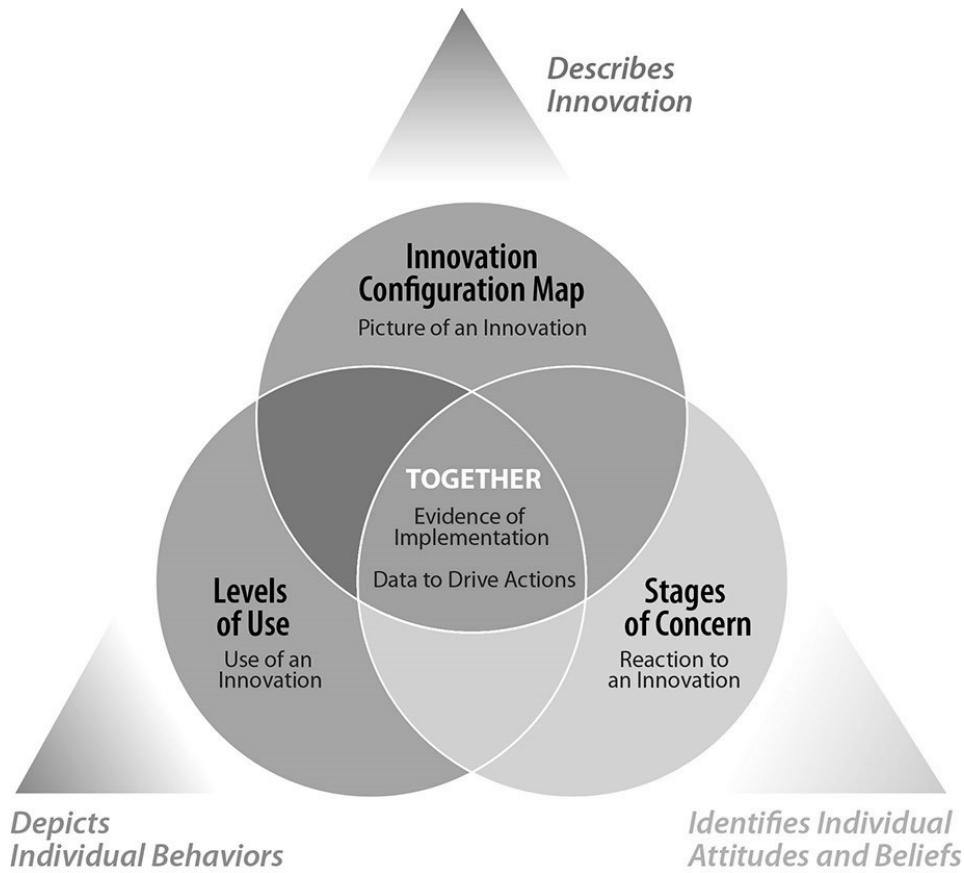 Describes
Innovation
Innovation
Configuration Map
Picture of an Innovation
TOGETHER
Evidence of
Implementation
Data to Drive Actions
Levels
of Use
Use of an
Innovation
Stages
of Concern
Reaction to
an Innovation
Depicts
Individual Behaviors
Identifies Individual
Attitudes and Beliefs